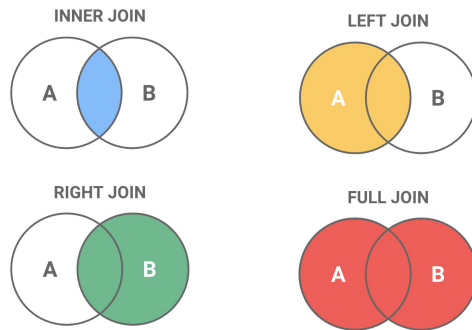 INNER JOIN
A B
LEFT JOIN
A B
RIGHT JOIN
A B
FULL JOIN
A B